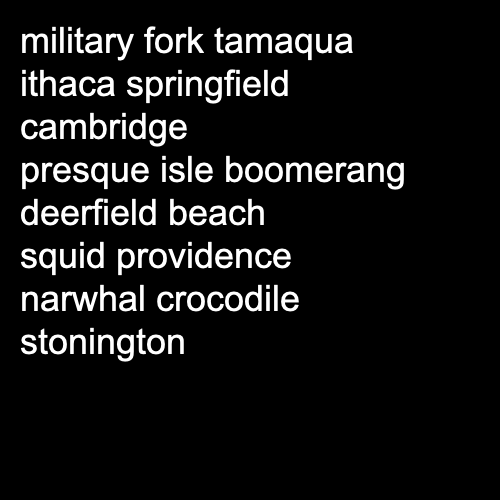 military fork tamaqua
ithaca springfield
cambridge
presque isle boomerang
deerfield beach
squid providence
narwhal crocodile
stonington